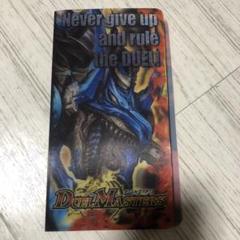 Never give up
and rule
the DUEL!
DUEL MASTERS